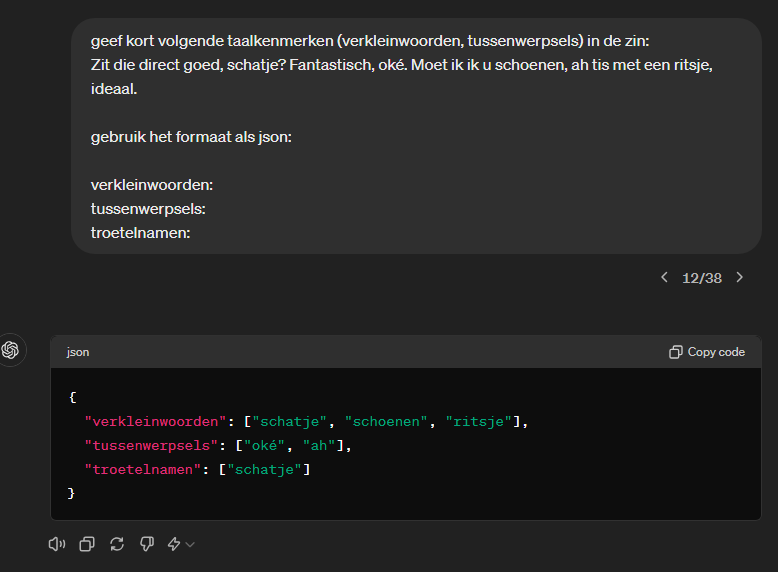 geef kort volgende taalkenmerken (verkleinwoorden, tussenwerpsels) in de zin:
Zit die direct goed, schatje? Fantastisch, oké. Moet ik ik u schoenen, ah tis met een ritsje,
ideaal.
gebruik het formaat als json:
verkleinwoorden:
tussenwerpsels:
troetelnamen:
12/38
json
Copy code
{
"verkleinwoorden": ["schatje", "schoenen", "ritsje"],
"tussenwerpsels": ["oké", "ah"],
"troetelnamen": ["schatje"]
}